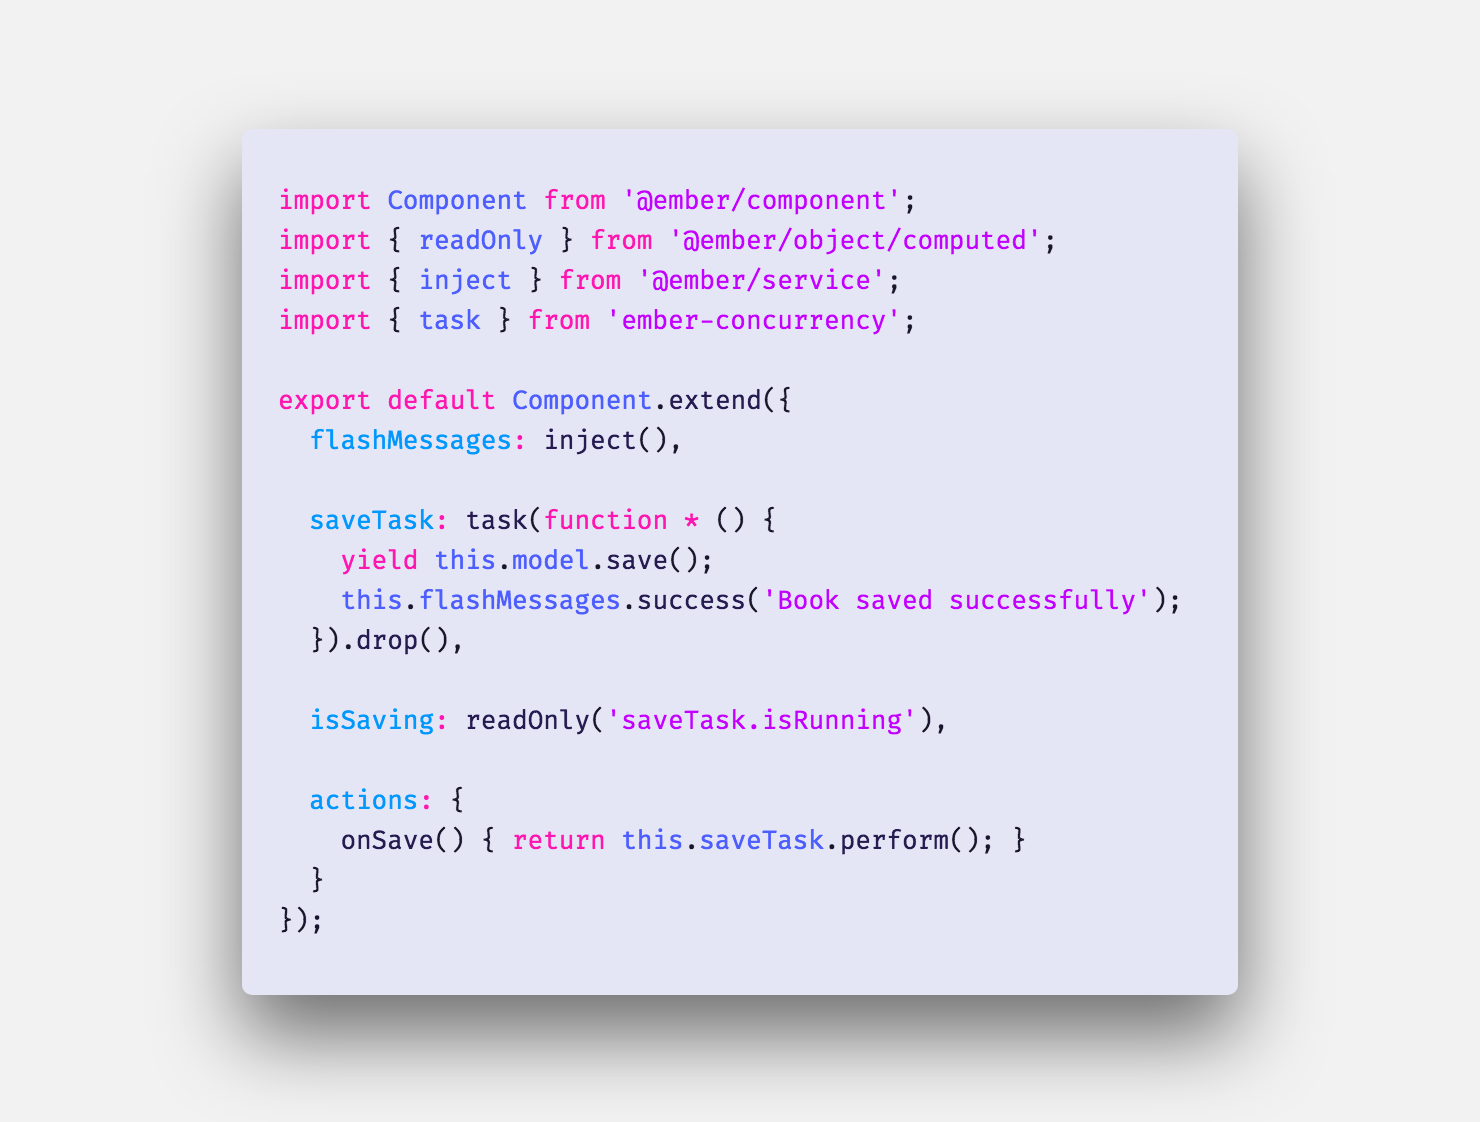 import Component from '@ember/component';
import { readOnly } from '@ember/object/computed';
import { inject } from '@ember/service';
import { task } from 'ember-concurrency';

export default Component.extend({
  flashMessages: inject(),

  saveTask: task(function * () {
    yield this.model.save();
    this.flashMessages.success('Book saved successfully');
  }).drop(),

  isSaving: readOnly('saveTask.isRunning'),

  actions: {
    onSave() { return this.saveTask.perform(); }
  }
});